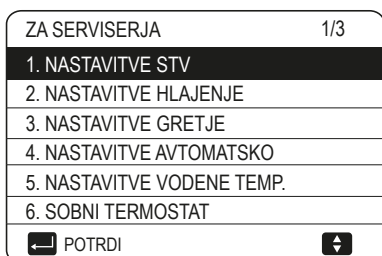 ZA SERVISERJA 1/3
1. NASTAVITVE STV
2. NASTAVITVE HLAJENJE
3. NASTAVITVE GRETJE
4. NASTAVITVE AVTOMATSKO
5. NASTAVITVE VODENE TEMP.
6. SOBNI TERMOSTAT
POTRDI